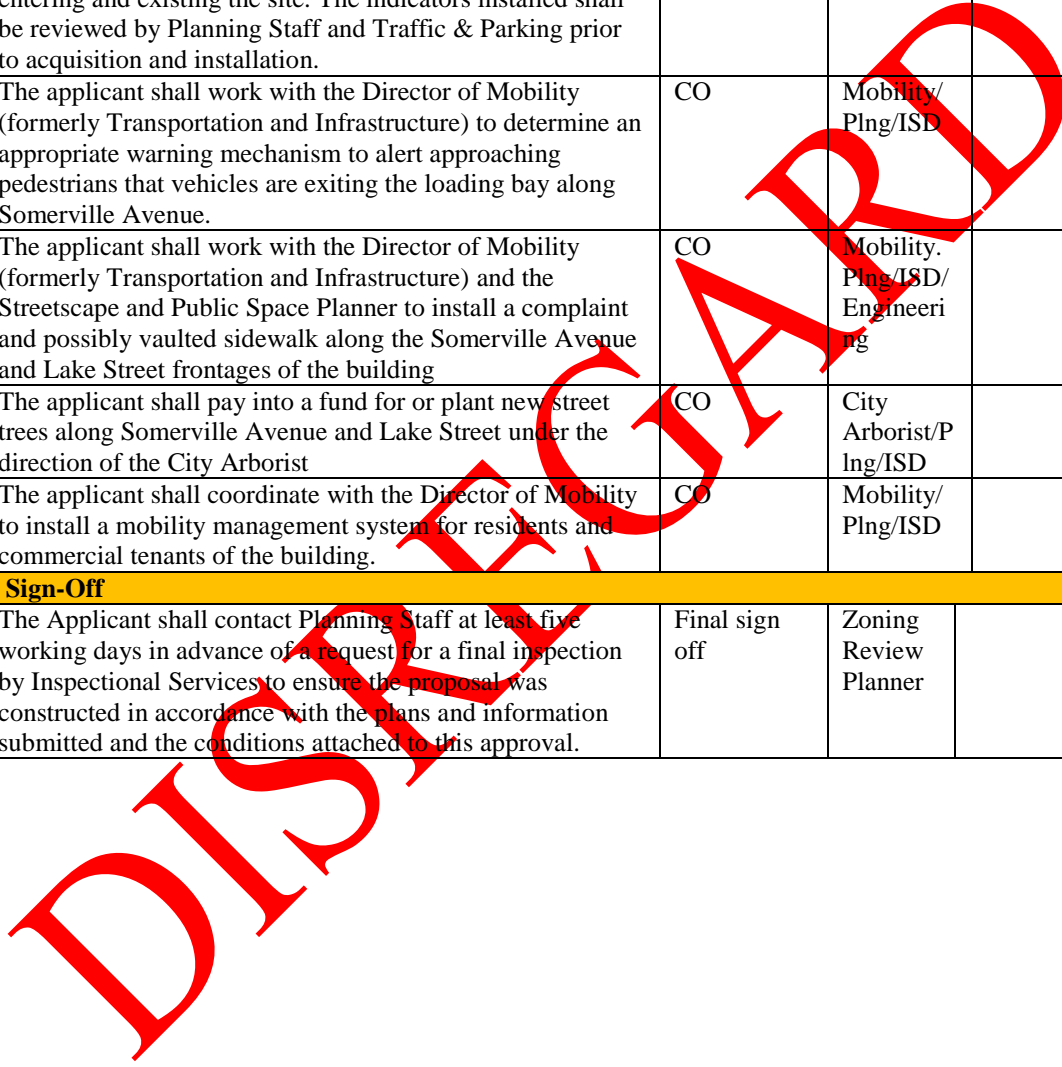 entering and existing the site. The indicators installed shall
be reviewed by Planning Staff and Traffic & Parking prior
to acquisition and installation.
The applicant shall work with the Director of Mobility
(formerly Transportation and Infrastructure) to determine an
appropriate warning mechanism to alert approaching
pedestrians that vehicles are exiting the loading bay along
Somerville Avenue.
CO
Mobility/
Plng/ISD
The applicant shall work with the Director of Mobility
(formerly Transportation and Infrastructure) and the
Streetscape and Public Space Planner to install a complaint
and possibly vaulted sidewalk along the Somerville Avenue
and Lake Street frontages of the building
CO
Mobility.
Plng/ISD/
Engineeri
ng
The applicant shall pay into a fund for or plant new street
trees along Somerville Avenue and Lake Street under the
direction of the City Arborist
CO
City
Arborist/P
lng/ISD
The applicant shall coordinate with the Director of Mobility
to install a mobility management system for residents and
commercial tenants of the building.
CO
Mobility/
Plng/ISD
Sign-Off
The Applicant shall contact Planning Staff at least five
working days in advance of a request for a final inspection
by Inspectional Services to ensure the proposal was
constructed in accordance with the plans and information
submitted and the conditions attached to this approval.
Final sign
off
Zoning
Review
Planner
DISREGARD